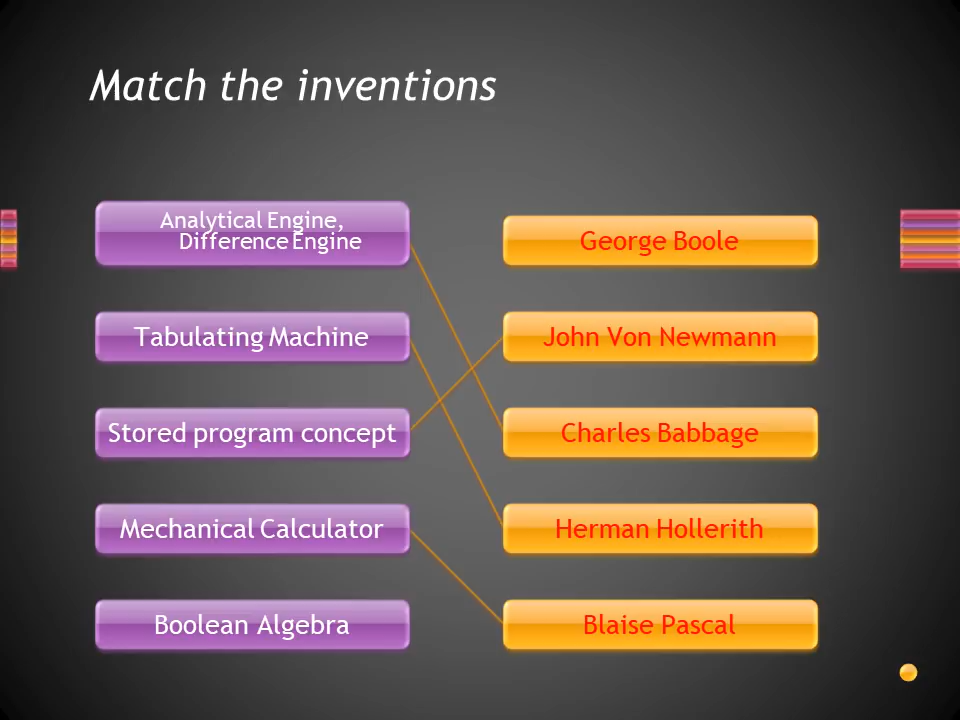 Match the inventions
Analytical Engine,
Difference Engine
George Boole
Tabulating Machine
John Von Newmann
Stored program concept
Charles Babbage
Mechanical Calculator
Herman Hollerith
Boolean Algebra
Blaise Pascal